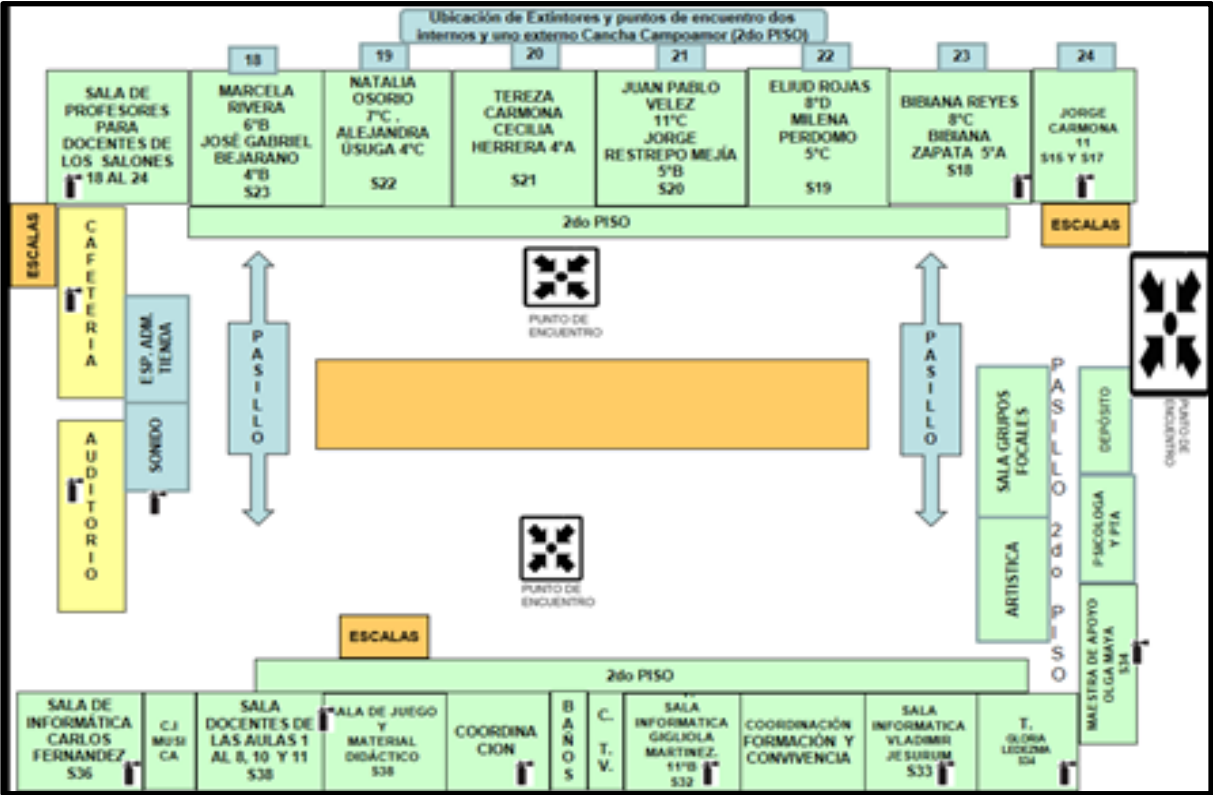 Ubicación de Extintores y puntos de encuentro dos
internos y uno externo Cancha Campoamor (2do PISO)
18
19
20
21
22
23
24
SALA DE
PROFESORES
PARA
DOCENTES DE
LOS SALONES
18 AL 24
MARCELA
RIVERA
6°B
JOSÉ GABRIEL
BEJARANO
4°B
S23
NATALIA
OSORIO
7°C .
ALEJANDRA
ÚSUGA 4°C
S22
TEREZA
CARMONA
CECILIA
HERRERA 4°A
S21
JUAN PABLO
VELEZ
11°C
JORGE
RESTREPO MEJÍA
5°B
S20
ELIUD ROJAS
8°D
MILENA
PERDOMO
5°C
S19
BIBIANA REYES
8°C
BIBIANA
ZAPATA 5°A
S18
JORGE
CARMONA
11
S15 Y S17
2do PISO
ESCALAS
ESCALAS
CAFETERIA
ESP. ADM.
TIENDA
SONIDO
AUDITORIO
PASILLO
PASILLO
PUNTO DE
ENCUENTRO
PUNTO DE
ENCUENTRO
PUNTO DE
ENCUENTRO
SALA GRUPOS
FOCALES
ARTISTICA
PASILLO 2do PISO
DEPÓSITO
PSICOLOGA
Y PTA
MAESTRA DE APOYO
OLGA MAYA
S34
ESCALAS
2do PISO
SALA DE
INFORMÁTICA
CARLOS
FERNANDEZ
S36
C.I
MUSI
CA
SALA
DOCENTES DE
LAS AULAS 1
AL 8, 10 Y 11
S38
SALA DE JUEGO
Y
MATERIAL
DIDÁCTICO
S38
COORDINA
CION
BAÑOS
C.
T.
V.
SALA
INFORMATICA
GIGLIOLA
MARTINEZ.
11°B
S32
COORDINACIÓN
FORMACIÓN Y
CONVIVENCIA
SALA
INFORMATICA
VLADIMIR
JESURUM
S33
T.
GLORIA
LEDEZMA
S34